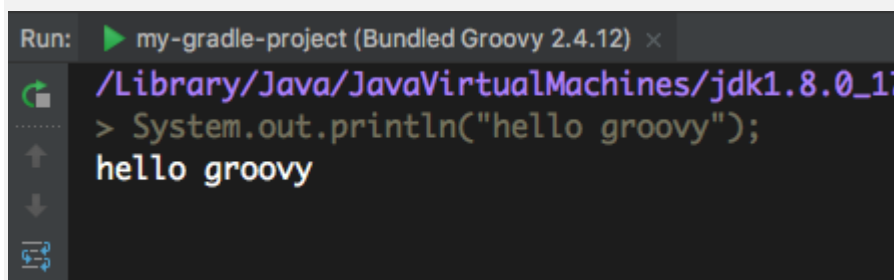 Run: my-gradle-project (Bundled Groovy 2.4.12)
/Library/Java/JavaVirtualMachines/jdk1.8.0_17
> System.out.println("hello groovy");
hello groovy